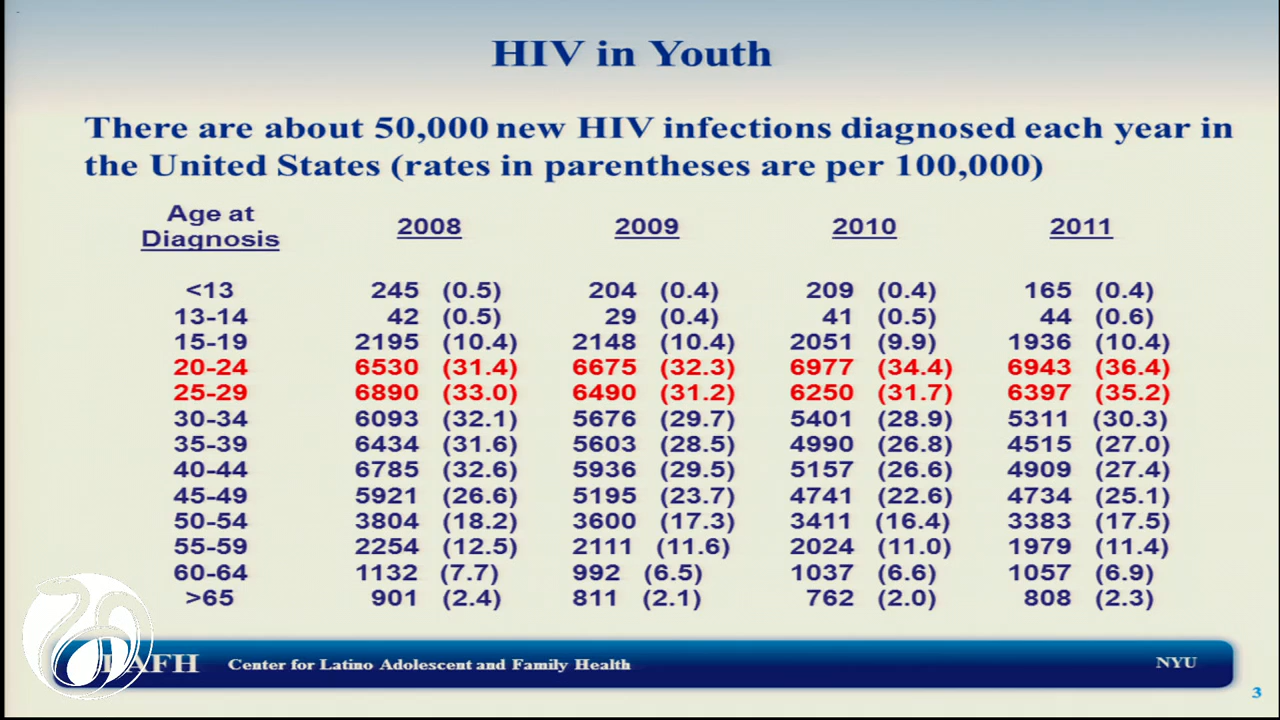 HIV in Youth
There are about 50,000 new HIV infections diagnosed each year in
the United States (rates in parentheses are per 100,000)
Age at
Diagnosis 2008 2009 2010 2011
<13 245 (0.5) 204 (0.4) 209 (0.4) 165 (0.4)
13-14 42 (0.5) 29 (0.4) 41 (0.5) 44 (0.6)
15-19 2195 (10.4) 2148 (10.4) 2051 (9.9) 1936 (10.4)
20-24 6530 (31.4) 6675 (32.3) 6977 (34.4) 6943 (36.4)
25-29 6890 (33.0) 6490 (31.2) 6250 (31.7) 6397 (35.2)
30-34 6093 (32.1) 5676 (29.7) 5401 (28.9) 5311 (30.3)
35-39 6434 (31.6) 5603 (28.5) 4990 (26.8) 4515 (27.0)
40-44 6785 (32.6) 5936 (29.5) 5157 (26.6) 4909 (27.4)
45-49 5921 (26.6) 5195 (23.7) 4741 (22.6) 4734 (25.1)
50-54 3804 (18.2) 3600 (17.3) 3411 (16.4) 3383 (17.5)
55-59 2254 (12.5) 2111 (11.6) 2024 (11.0) 1979 (11.4)
60-64 1132 (7.7) 992 (6.5) 1037 (6.6) 1057 (6.9)
>65 901 (2.4) 811 (2.1) 762 (2.0) 808 (2.3)
Center for Latino Adolescent and Family Health NYU
3